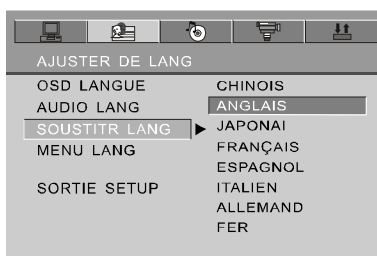 AJUSTER DE LANG
OSD LANGUE
AUDIO LANG
SOUSTITR LANG
MENU LANG
SORTIE SETUP
CHINOIS
ANGLAIS
JAPONAI
FRANÇAIS
ESPAGNOL
ITALIEN
ALLEMAND
FER